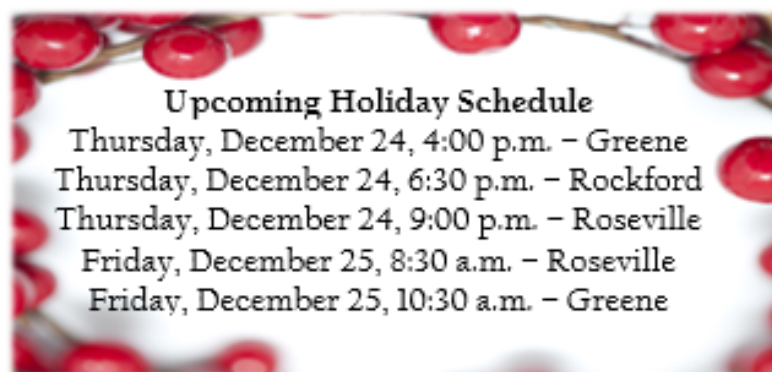 Upcoming Holiday Schedule
Thursday, December 24, 4:00 p.m. – Greene
Thursday, December 24, 6:30 p.m. – Rockford
Thursday, December 24, 9:00 p.m. – Roseville
Friday, December 25, 8:30 a.m. – Roseville
Friday, December 25, 10:30 a.m. – Greene